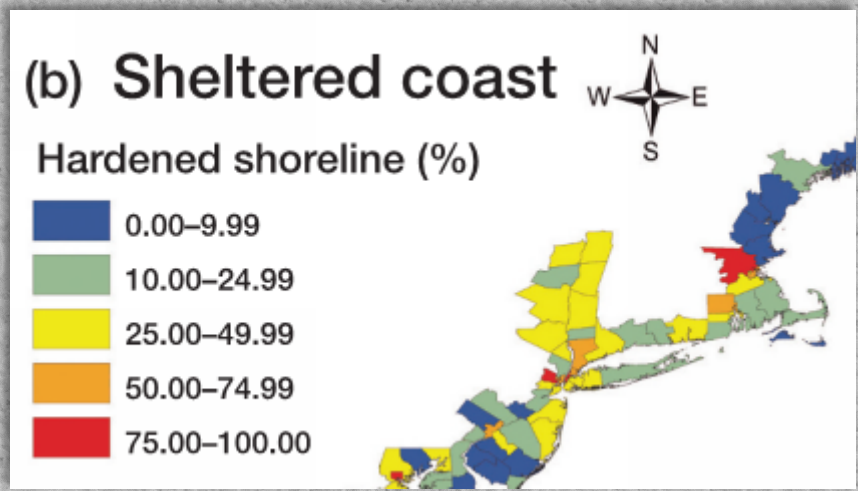 (b) Sheltered coast
N
W E
S
Hardened shoreline (%)
0.00–9.99
10.00–24.99
25.00–49.99
50.00–74.99
75.00–100.00